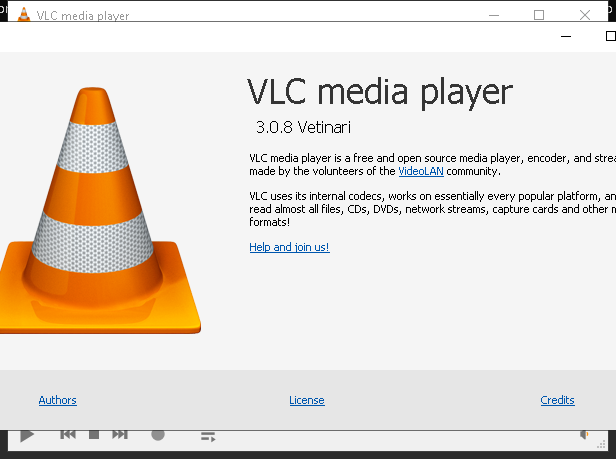 VLC media player
VLC media player
3.0.8 Vetinari
VLC media player is a free and open source media player, encoder, and
made by the volunteers of the VideoLAN community.
VLC uses its internal codecs, works on essentially every popular platform,
read almost all files, CDs, DVDs, network streams, capture cards and other
formats!
Help and join us!
Authors
License
Credits